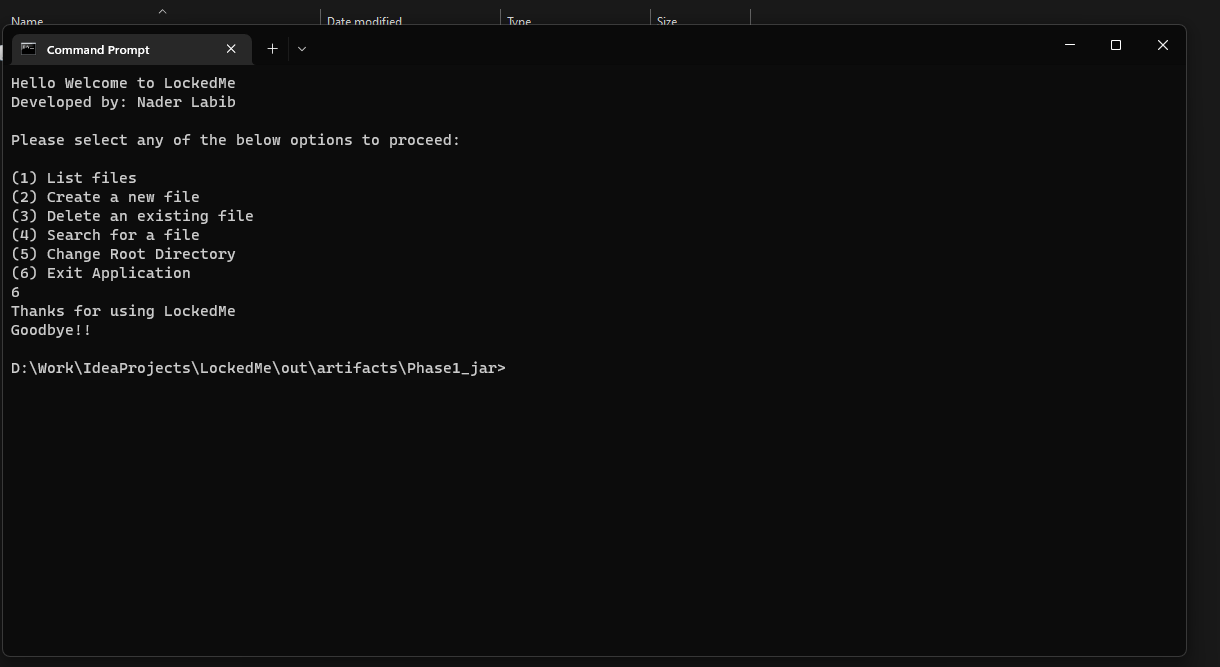 Name Date modified Type Size
Command Prompt
Hello Welcome to LockedMe
Developed by: Nader Labib
Please select any of the below options to proceed:
(1) List files
(2) Create a new file
(3) Delete an existing file
(4) Search for a file
(5) Change Root Directory
(6) Exit Application
6
Thanks for using LockedMe
Goodbye!!
D:\Work\IdeaProjects\LockedMe\out\artifacts\Phase1_jar>